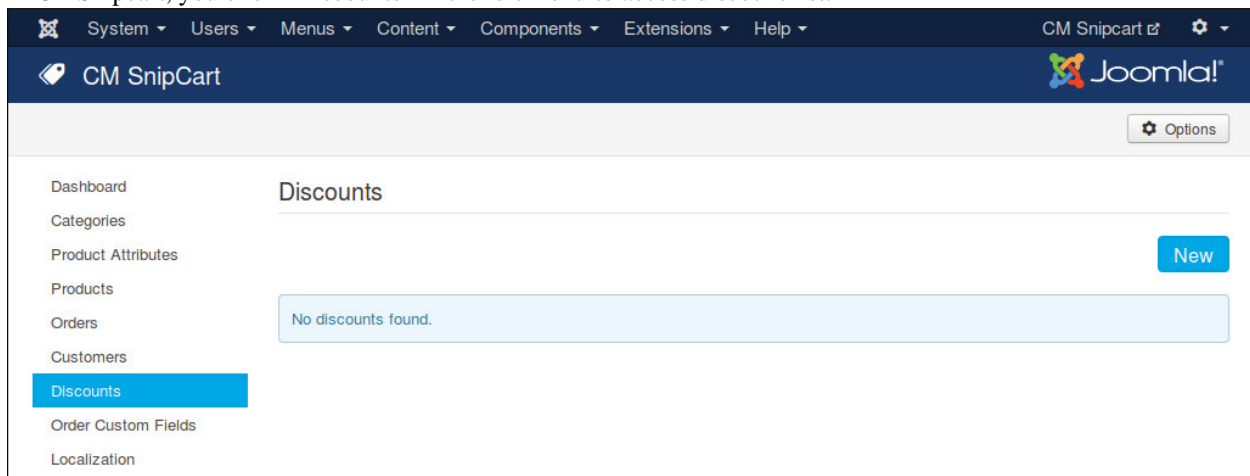 System Users Menus Content Components Extensions Help CM Snipcart
CM SnipCart Joomla!®
Options
Dashboard
Discounts
Categories
New
Product Attributes
Products
No discounts found.
Orders
Customers
Discounts
Order Custom Fields
Localization